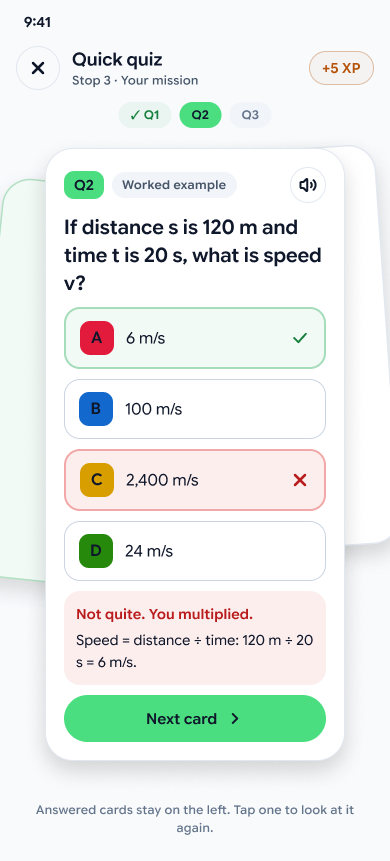 9:41
Quick quiz
Stop 3 · Your mission
+5 XP
✓ Q1
Q2
Q3
Q2
Worked example
If distance s is 120 m and
time t is 20 s, what is speed
v?
A
6 m/s
B
100 m/s
C
2,400 m/s
D
24 m/s
Not quite. You multiplied.
Speed = distance ÷ time: 120 m ÷ 20
s = 6 m/s.
Next card
Answered cards stay on the left. Tap one to look at it
again.